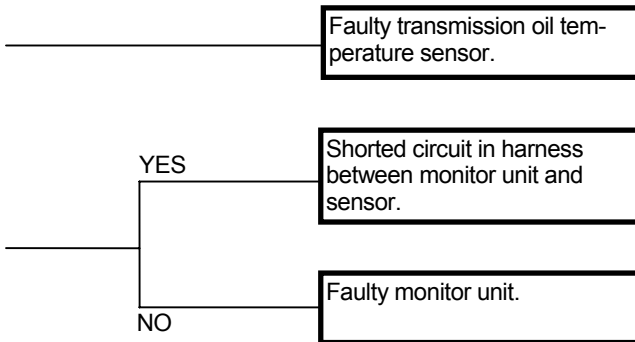 Faulty transmission oil tem-
perature sensor.
YES
Shorted circuit in harness
between monitor unit and
sensor.
Faulty monitor unit.
NO